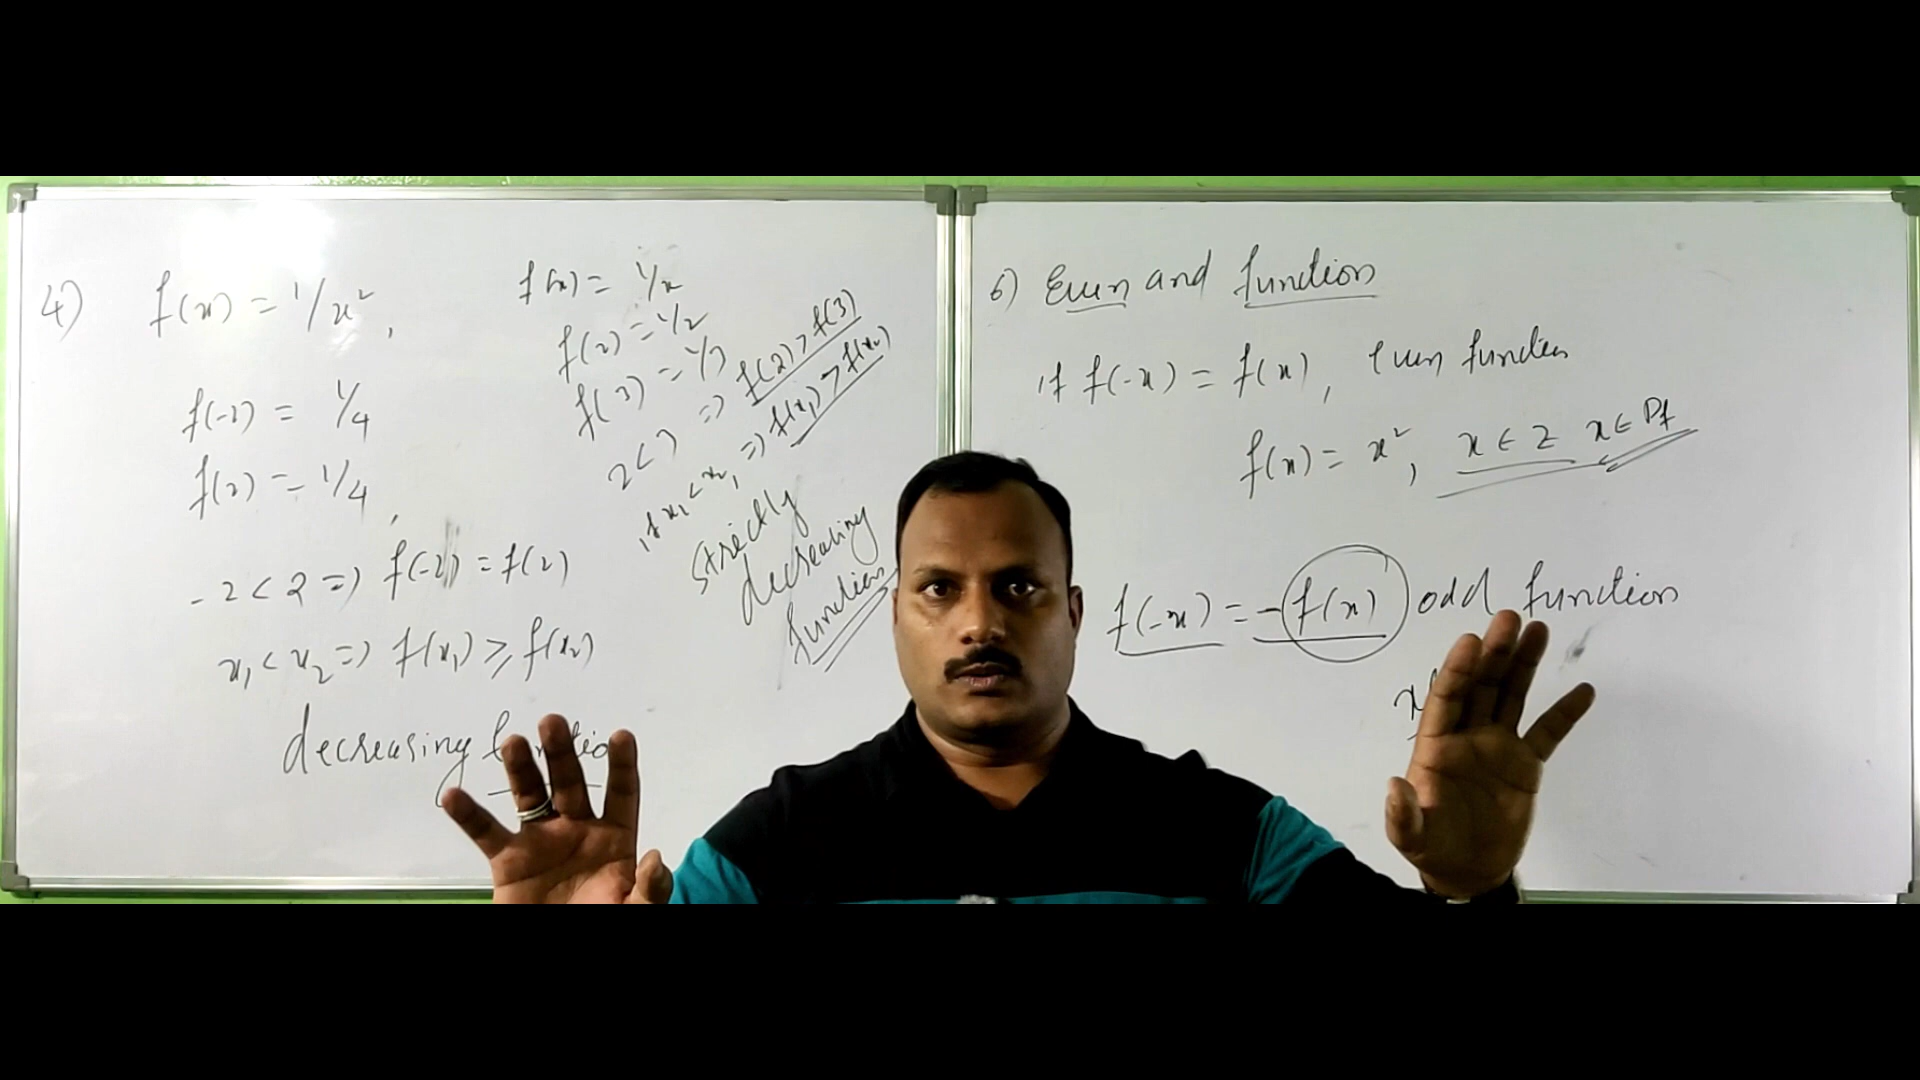 4) f(x) = 1/x²,
f(-2) = 1/4
f(2) = 1/4,
-2 < 2 => f(-2) = f(2)
x₁ < x₂ => f(x₁) ≥ f(x₂)
decreasing
f(x) = 1/x
f(2) = 1/2
f(3) = 1/3
2 < 3 => f(2) > f(3)
if x₁ < x₂, => f(x₁) > f(x₂)
strictly
decreasing
function
6) Even and function
if f(-x) = f(x), even function
f(x) = x², x ∈ Z x ∈ Df
f(-x) = -f(x) odd function